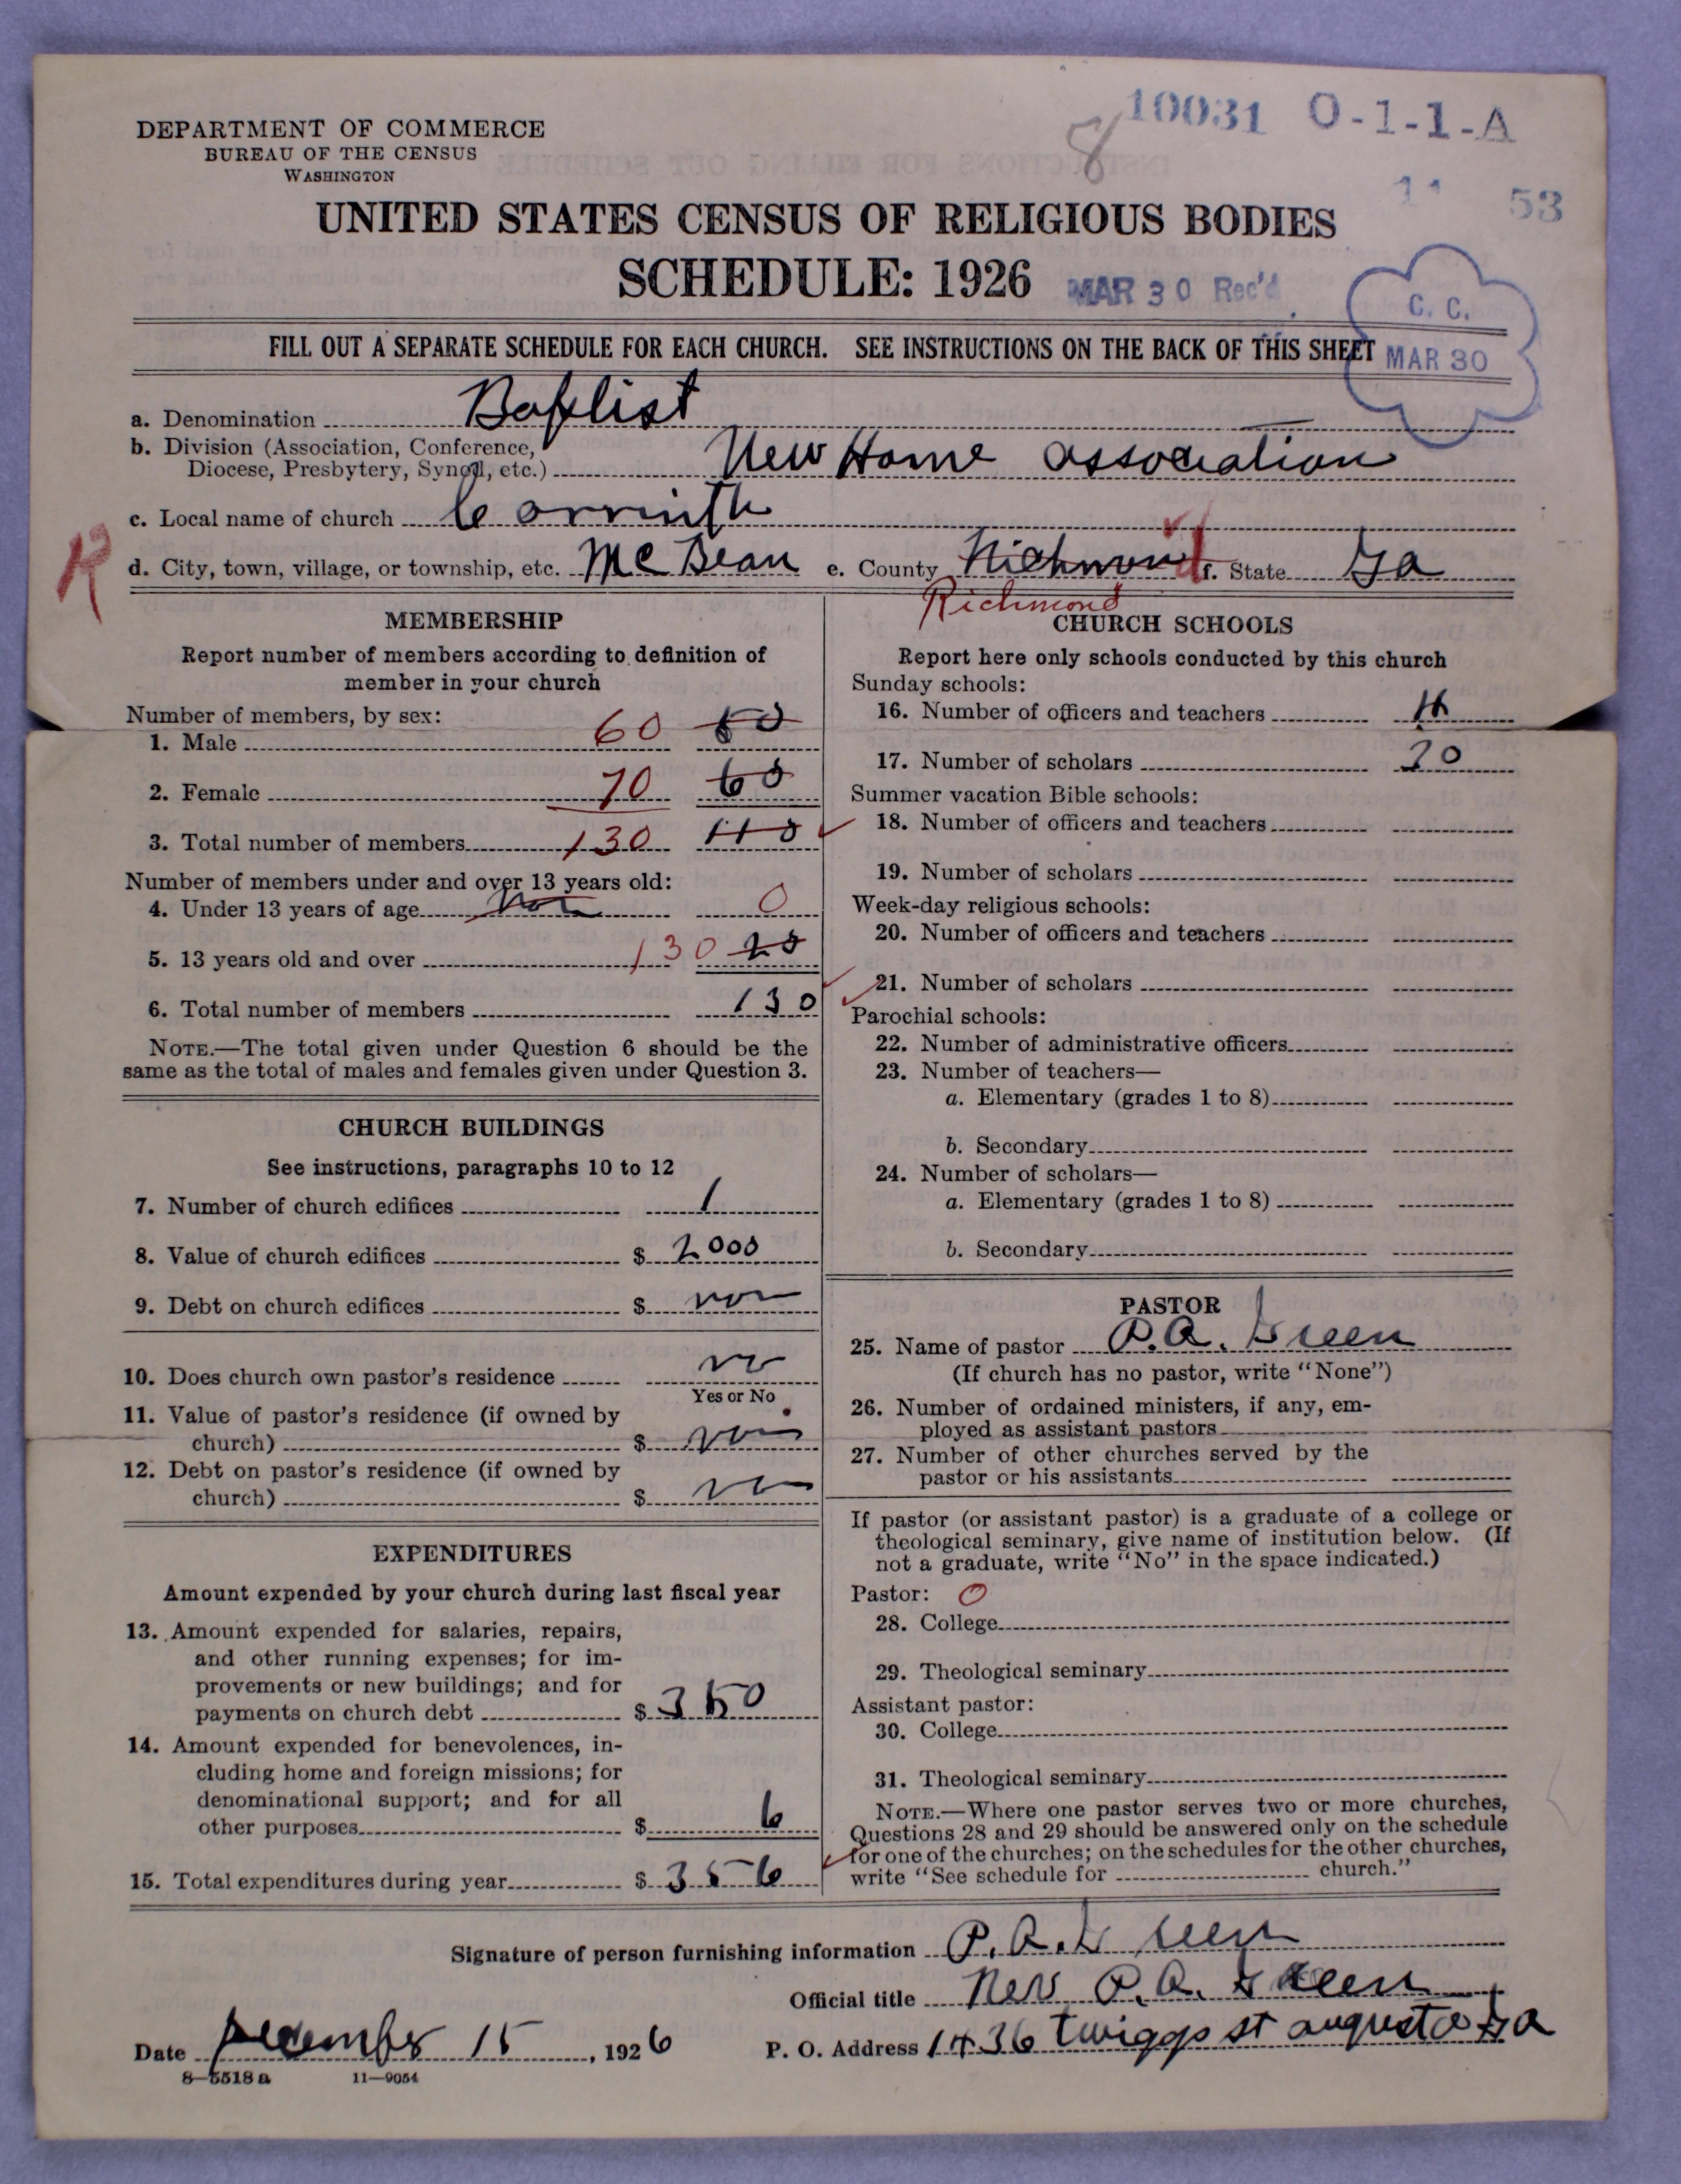 10031 O-1-1-A
8
DEPARTMENT OF COMMERCE
BUREAU OF THE CENSUS
WASHINGTON
11 53
UNITED STATES CENSUS OF RELIGIOUS BODIES
SCHEDULE: 1926 MAR 30 Rec'd
C. C.
MAR 30
FILL OUT A SEPARATE SCHEDULE FOR EACH CHURCH. SEE INSTRUCTIONS ON THE BACK OF THIS SHEET
a. Denomination Baptist
b. Division (Association, Conference,
Diocese, Presbytery, Synod, etc.) New Home association
c. Local name of church Corrinth
R
d. City, town, village, or township, etc. McBean e. County Richmond f. State Ga
Richmond
MEMBERSHIP
Report number of members according to definition of
member in your church
Number of members, by sex:
1. Male 60 50
2. Female 70 60
3. Total number of members 130 110
Number of members under and over 13 years old:
4. Under 13 years of age non 0
5. 13 years old and over 130 20
6. Total number of members 130
NOTE.—The total given under Question 6 should be the
same as the total of males and females given under Question 3.
CHURCH BUILDINGS
See instructions, paragraphs 10 to 12
7. Number of church edifices 1
8. Value of church edifices $ 2000
9. Debt on church edifices $ non
10. Does church own pastor's residence no
Yes or No
11. Value of pastor's residence (if owned by
church) $ non
12. Debt on pastor's residence (if owned by
church) $
EXPENDITURES
Amount expended by your church during last fiscal year
13. Amount expended for salaries, repairs,
and other running expenses; for im-
provements or new buildings; and for
payments on church debt $ 350
14. Amount expended for benevolences, in-
cluding home and foreign missions; for
denominational support; and for all
other purposes $ 6
15. Total expenditures during year $ 356
CHURCH SCHOOLS
Report here only schools conducted by this church
Sunday schools:
16. Number of officers and teachers
17. Number of scholars 20
Summer vacation Bible schools:
18. Number of officers and teachers
19. Number of scholars
Week-day religious schools:
20. Number of officers and teachers
21. Number of scholars
Parochial schools:
22. Number of administrative officers
23. Number of teachers—
a. Elementary (grades 1 to 8)
b. Secondary
24. Number of scholars—
a. Elementary (grades 1 to 8)
b. Secondary
PASTOR
25. Name of pastor P.A. Green
(If church has no pastor, write "None")
26. Number of ordained ministers, if any, em-
ployed as assistant pastors
27. Number of other churches served by the
pastor or his assistants
If pastor (or assistant pastor) is a graduate of a college or
theological seminary, give name of institution below. (If
not a graduate, write "No" in the space indicated.)
Pastor: 0
28. College
29. Theological seminary
Assistant pastor:
30. College
31. Theological seminary
NOTE.—Where one pastor serves two or more churches,
Questions 28 and 29 should be answered only on the schedule
for one of the churches; on the schedules for the other churches,
write "See schedule for church."
Signature of person furnishing information P.A. Green
Official title Rev P.A. Green
Date December 15, 1926 P. O. Address 1436 twiggs st augusta Ga
8—5518 a 11—9054